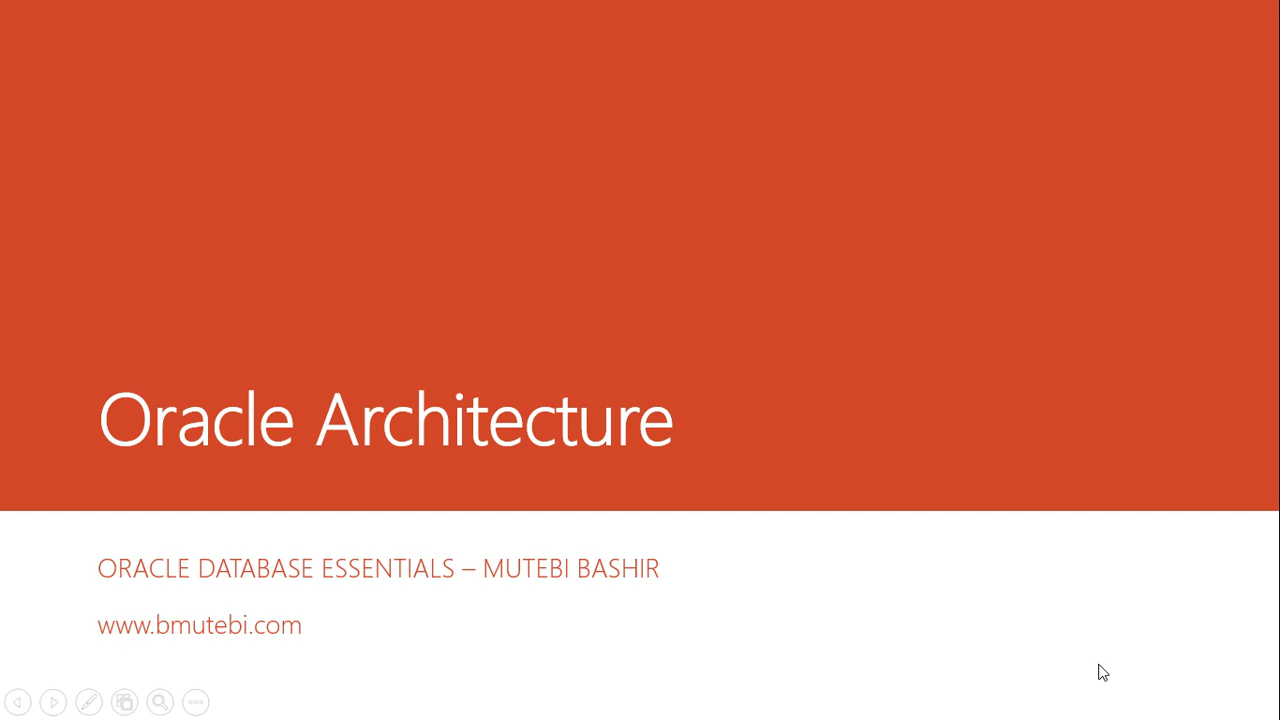 Oracle Architecture
ORACLE DATABASE ESSENTIALS – MUTEBI BASHIR
www.bmutebi.com